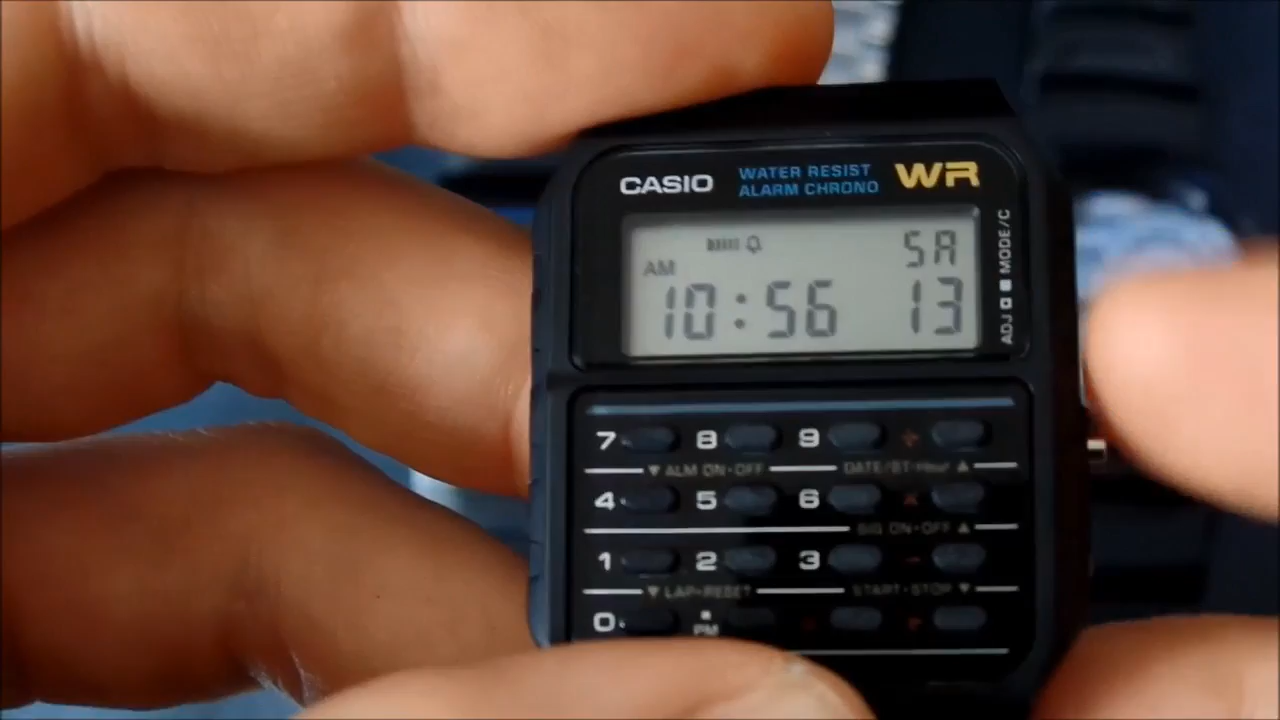 CASIO WATER RESIST WR
ALARM CHRONO
SA
AM
10:56 13
ADJ MODE/C
7 8 9 ÷
▼ ALM ON·OFF DATE/ST·Hour ▲
4 5 6 ×
SIG ON·OFF ▲
1 2 3 −
▼ LAP·RESET START·STOP ▼
0 ·
PM